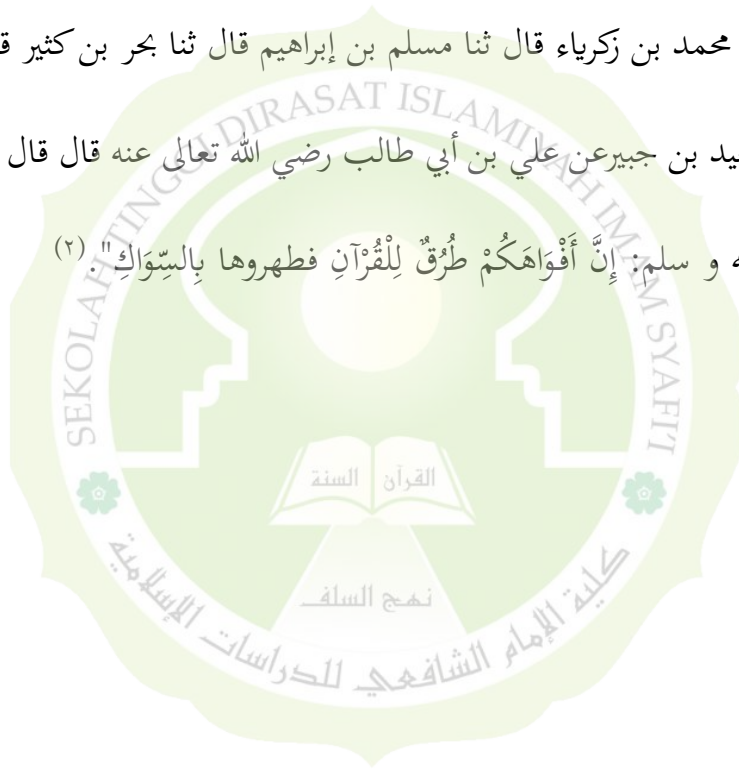 محمد بن زكرياء قال ثنا مسلم بن إبراهيم قال ثنا بحر بن كثير
يد بن جبيرعن علي بن أبي طالب رضي الله تعالى عنه قال قال
ه و سلم: إِنَّ أَفْوَاهَكُمْ طُرُقٌ لِلْقُرْآنِ فطهروها بِالسِّوَاكِ".(٢)
SEKOLAH TINGGI DIRASAT ISLAMIYAH IMAM SYAFI'I
القرآن السنة
نهج السلف
كلية الإمام الشافعي للدراسات الإسلامية